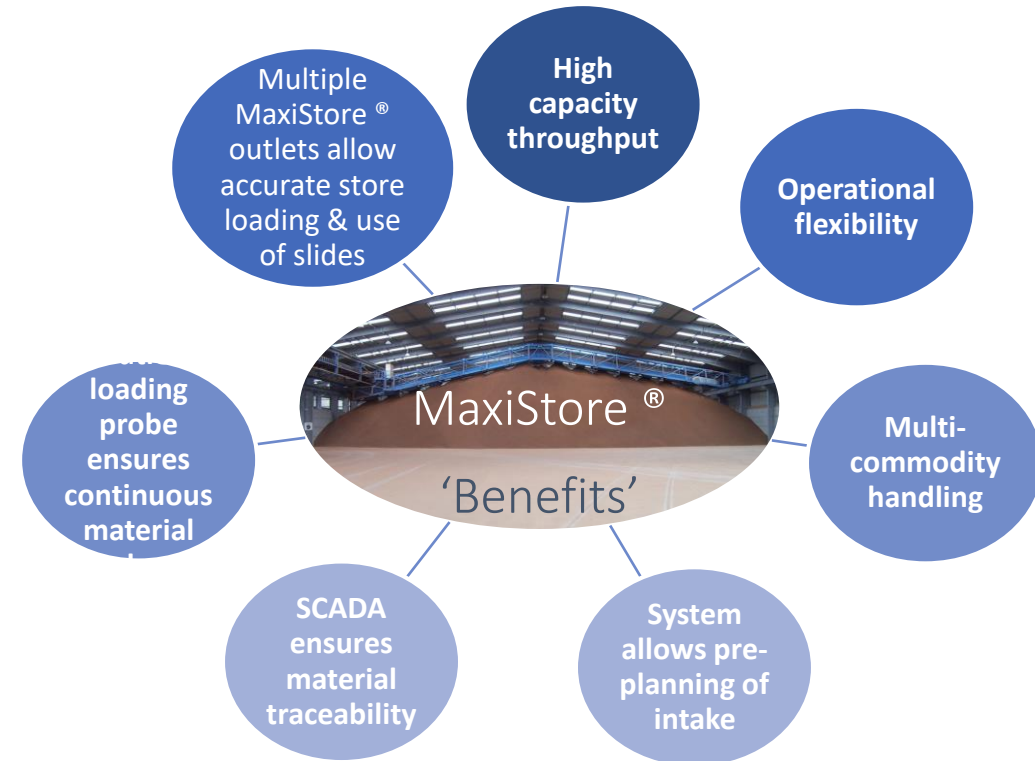 High
capacity
throughput
Operational
flexibility
Multi-
commodity
handling
System
allows pre-
planning of
intake
SCADA
ensures
material
traceability
loading
probe
ensures
continuous
material
Multiple
MaxiStore ®
outlets allow
accurate store
loading & use
of slides
MaxiStore ®
‘Benefits’